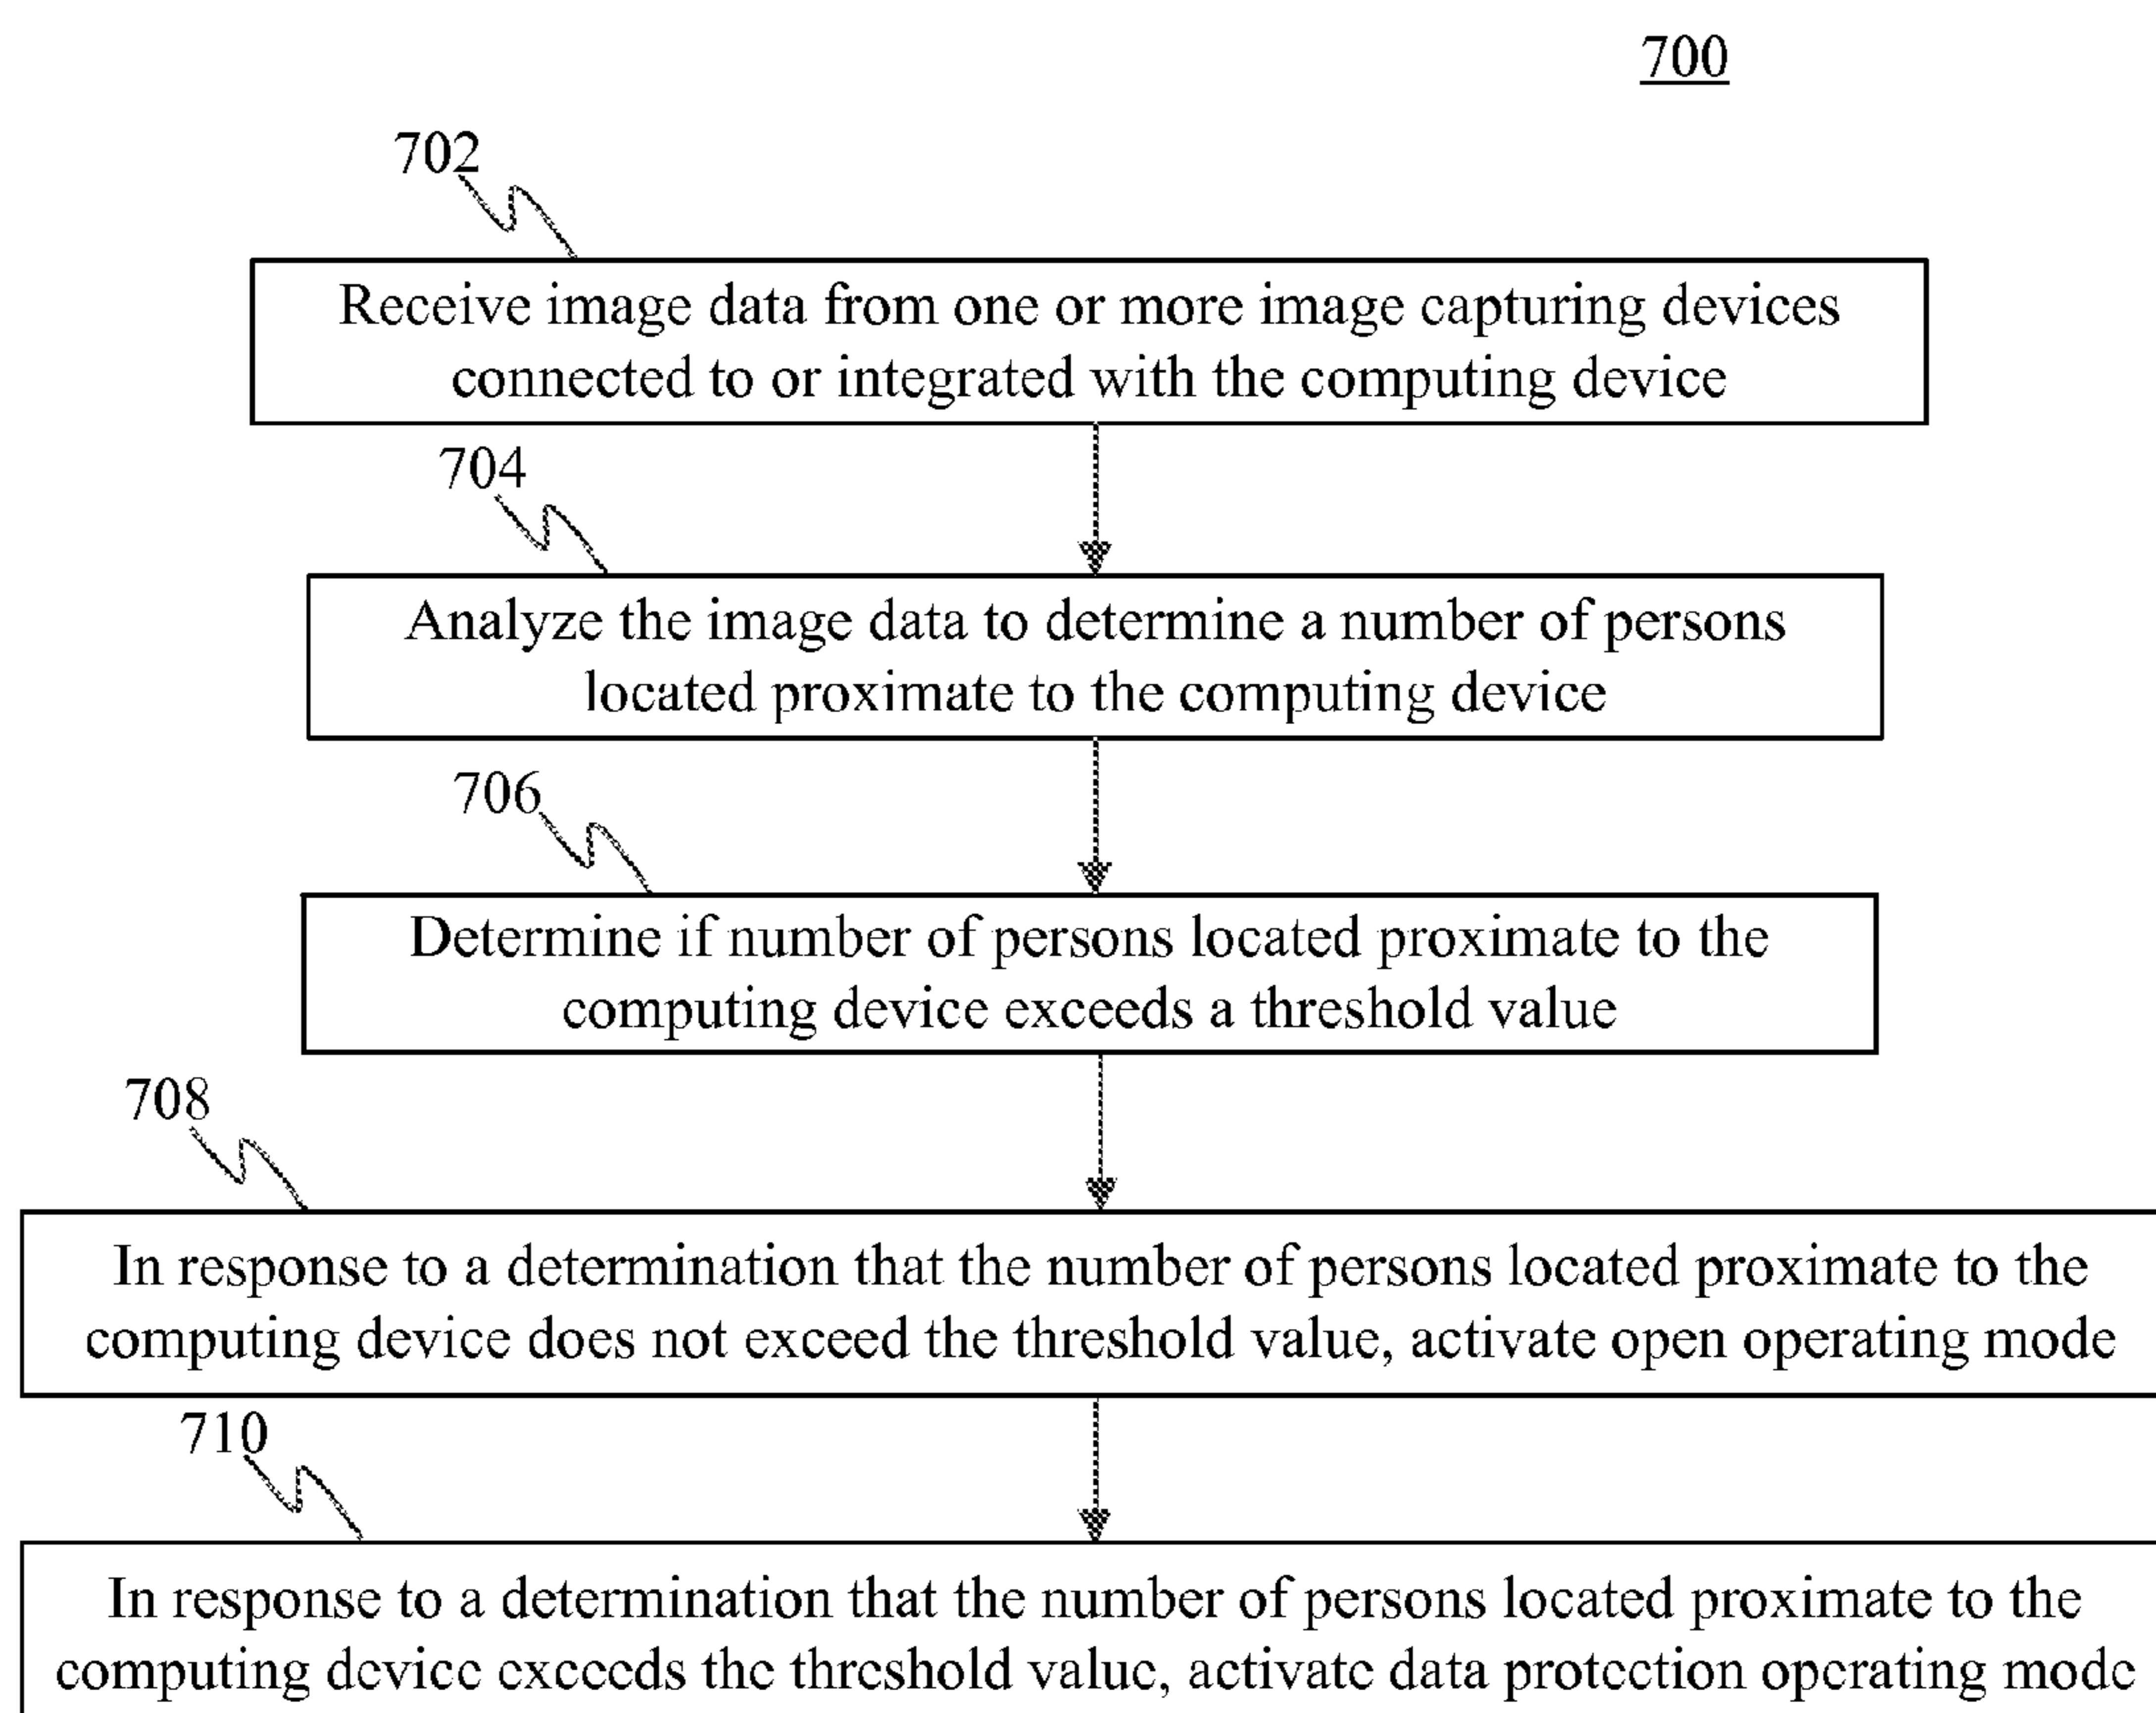 700
702
Receive image data from one or more image capturing devices
connected to or integrated with the computing device
704
Analyze the image data to determine a number of persons
located proximate to the computing device
706
Determine if number of persons located proximate to the
computing device exceeds a threshold value
708
In response to a determination that the number of persons located proximate to the
computing device does not exceed the threshold value, activate open operating mode
710
In response to a determination that the number of persons located proximate to the
computing device exceeds the threshold value, activate data protection operating mode